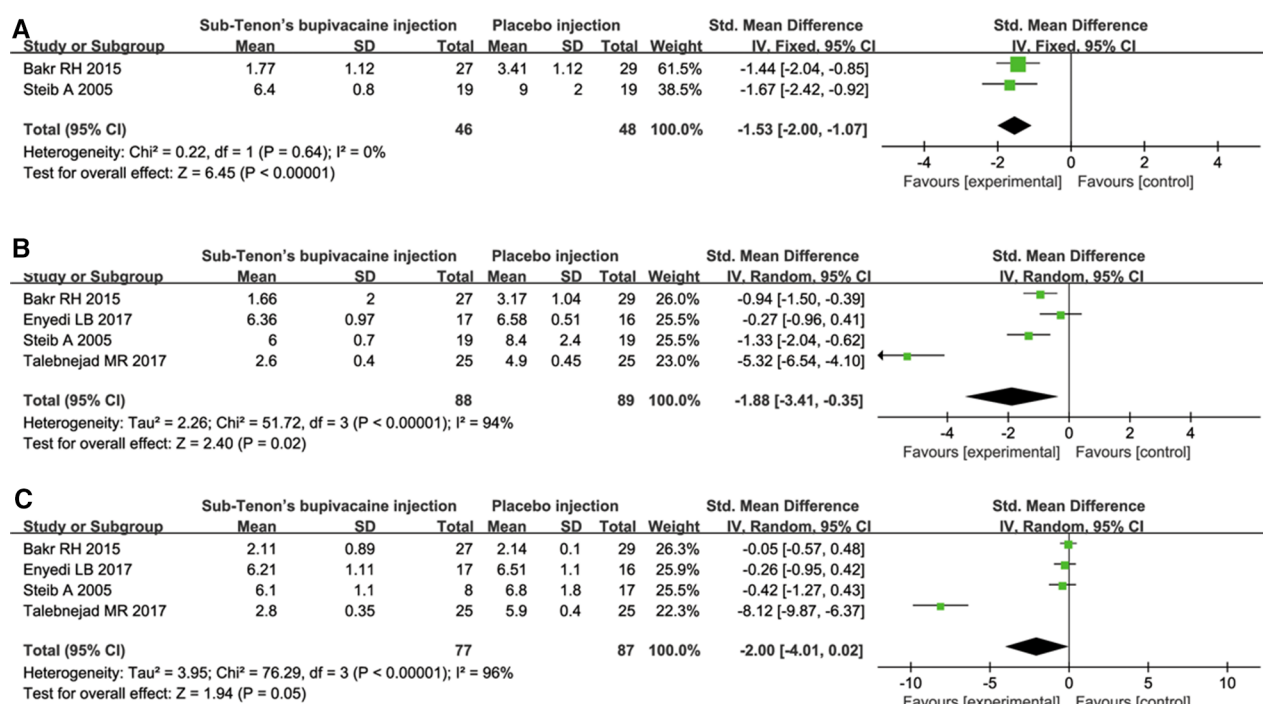 A
Sub-Tenon's bupivacaine injection Placebo injection Std. Mean Difference Std. Mean Difference
Study or Subgroup Mean SD Total Mean SD Total Weight IV, Fixed, 95% CI IV, Fixed, 95% CI
Bakr RH 2015 1.77 1.12 27 3.41 1.12 29 61.5% -1.44 [-2.04, -0.85]
Steib A 2005 6.4 0.8 19 9 2 19 38.5% -1.67 [-2.42, -0.92]
Total (95% CI) 46 48 100.0% -1.53 [-2.00, -1.07]
Heterogeneity: Chi² = 0.22, df = 1 (P = 0.64); I² = 0%
Test for overall effect: Z = 6.45 (P < 0.00001)
-4 -2 0 2 4
Favours [experimental] Favours [control]
B
Sub-Tenon's bupivacaine injection Placebo injection Std. Mean Difference Std. Mean Difference
Study or Subgroup Mean SD Total Mean SD Total Weight IV, Random, 95% CI IV, Random, 95% CI
Bakr RH 2015 1.66 2 27 3.17 1.04 29 26.0% -0.94 [-1.50, -0.39]
Enyedi LB 2017 6.36 0.97 17 6.58 0.51 16 25.5% -0.27 [-0.96, 0.41]
Steib A 2005 6 0.7 19 8.4 2.4 19 25.5% -1.33 [-2.04, -0.62]
Talebnejad MR 2017 2.6 0.4 25 4.9 0.45 25 23.0% -5.32 [-6.54, -4.10]
Total (95% CI) 88 89 100.0% -1.88 [-3.41, -0.35]
Heterogeneity: Tau² = 2.26; Chi² = 51.72, df = 3 (P < 0.00001); I² = 94%
Test for overall effect: Z = 2.40 (P = 0.02)
-4 -2 0 2 4
Favours [experimental] Favours [control]
C
Sub-Tenon's bupivacaine injection Placebo injection Std. Mean Difference Std. Mean Difference
Study or Subgroup Mean SD Total Mean SD Total Weight IV, Random, 95% CI IV, Random, 95% CI
Bakr RH 2015 2.11 0.89 27 2.14 0.1 29 26.3% -0.05 [-0.57, 0.48]
Enyedi LB 2017 6.21 1.11 17 6.51 1.1 16 25.9% -0.26 [-0.95, 0.42]
Steib A 2005 6.1 1.1 8 6.8 1.8 17 25.5% -0.42 [-1.27, 0.43]
Talebnejad MR 2017 2.8 0.35 25 5.9 0.4 25 22.3% -8.12 [-9.87, -6.37]
Total (95% CI) 77 87 100.0% -2.00 [-4.01, 0.02]
Heterogeneity: Tau² = 3.95; Chi² = 76.29, df = 3 (P < 0.00001); I² = 96%
Test for overall effect: Z = 1.94 (P = 0.05)
-10 -5 0 5 10
Favours [experimental] Favours [control]